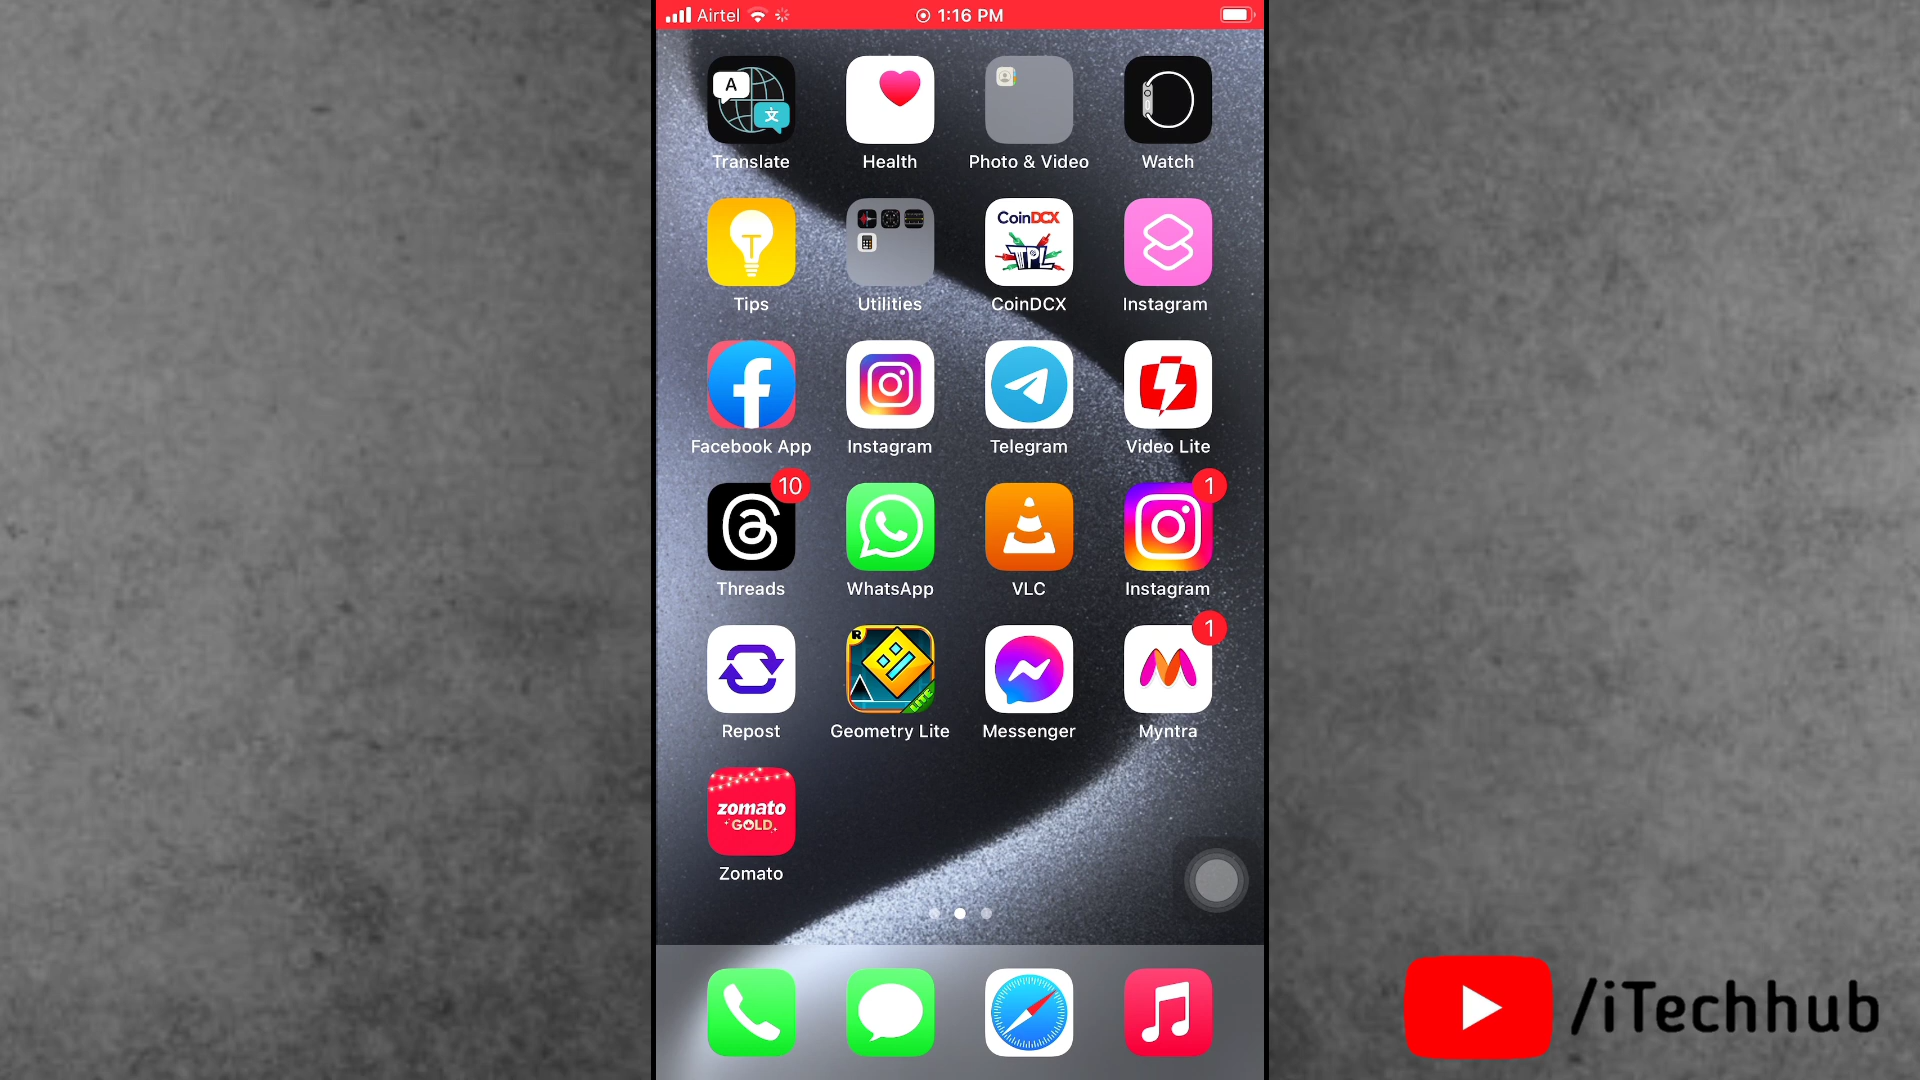 Airtel 1:16 PM
A 文
Translate Health Photo & Video Watch
CoinDCX
Tips Utilities CoinDCX Instagram
Facebook App Instagram Telegram Video Lite
10 1
Threads WhatsApp VLC Instagram
R 1
LITE
Repost Geometry Lite Messenger Myntra
zomato
GOLD
Zomato
/iTechhub